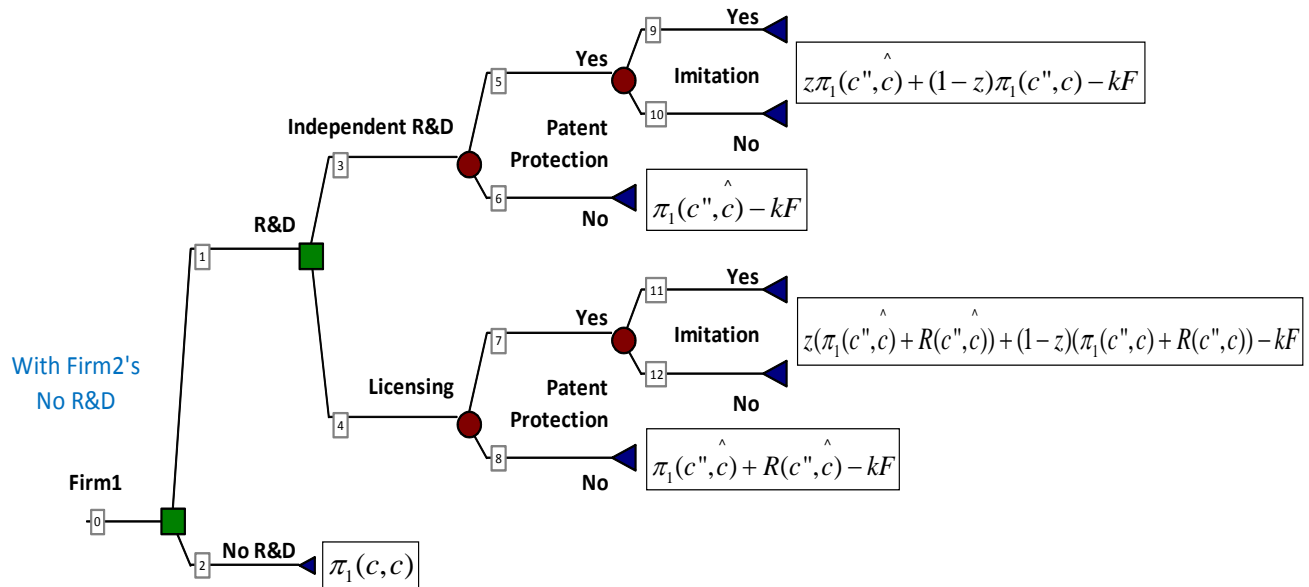 Yes
9
Yes
Imitation
5
10
Independent R&D
Patent
Protection
No
3
6
No
R&D
1
Yes
11
Yes
Imitation
7
12
With Firm2's
No R&D
Licensing
Patent
Protection
No
4
8
No
Firm1
0
2
No R&D
zπ₁(c",ĉ) + (1−z)π₁(c",c) − kF
π₁(c",ĉ) − kF
z(π₁(c",ĉ) + R(c",ĉ)) + (1−z)(π₁(c",c) + R(c",c)) − kF
π₁(c",ĉ) + R(c",ĉ) − kF
π₁(c,c)